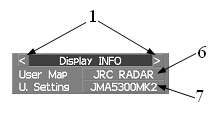 1
< Display INFO >
User Map JRC RADAR
6
U. Setting JMA5300MK2
7